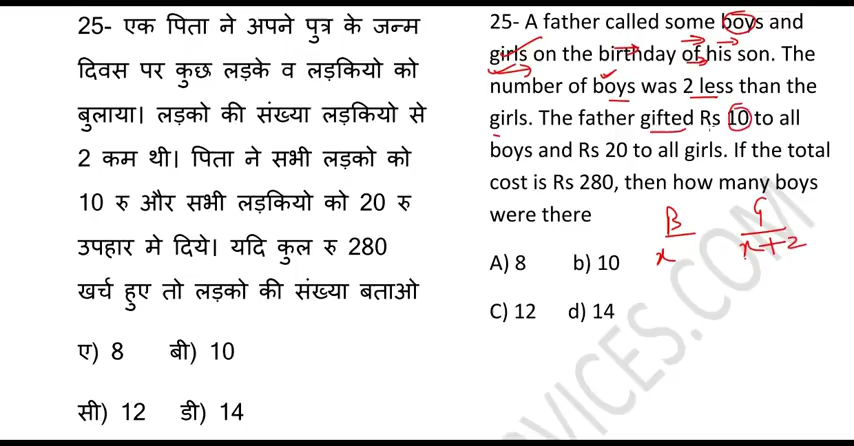 25- एक पिता ने अपने पुत्र के जन्म
दिवस पर कुछ लड़के व लड़कियो को
बुलाया। लड़को की संख्या लड़कियो से
2 कम थी। पिता ने सभी लड़को को
10 रु और सभी लड़कियो को 20 रु
उपहार मे दिये। यदि कुल रु 280
खर्च हुए तो लड़को की संख्या बताओ
ए) 8 बी) 10
सी) 12 डी) 14
25- A father called some boys and
girls on the birthday of his son. The
number of boys was 2 less than the
girls. The father gifted Rs 10 to all
boys and Rs 20 to all girls. If the total
cost is Rs 280, then how many boys
were there
B G
x x+2
A) 8 b) 10
C) 12 d) 14
SERVICES.COM